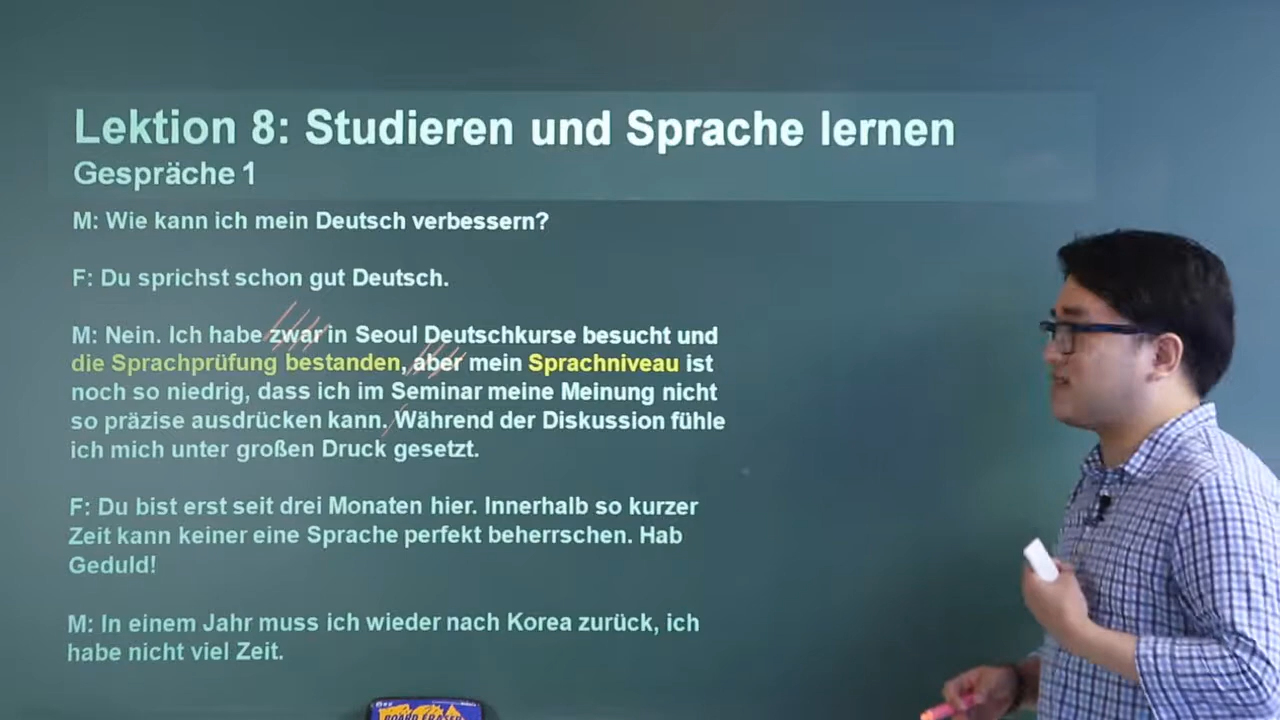 Lektion 8: Studieren und Sprache lernen
Gespräche 1
M: Wie kann ich mein Deutsch verbessern?
F: Du sprichst schon gut Deutsch.
M: Nein. Ich habe zwar in Seoul Deutschkurse besucht und
die Sprachprüfung bestanden, aber mein Sprachniveau ist
noch so niedrig, dass ich im Seminar meine Meinung nicht
so präzise ausdrücken kann. Während der Diskussion fühle
ich mich unter großen Druck gesetzt.
F: Du bist erst seit drei Monaten hier. Innerhalb so kurzer
Zeit kann keiner eine Sprache perfekt beherrschen. Hab
Geduld!
M: In einem Jahr muss ich wieder nach Korea zurück, ich
habe nicht viel Zeit.
BOARD ERASER